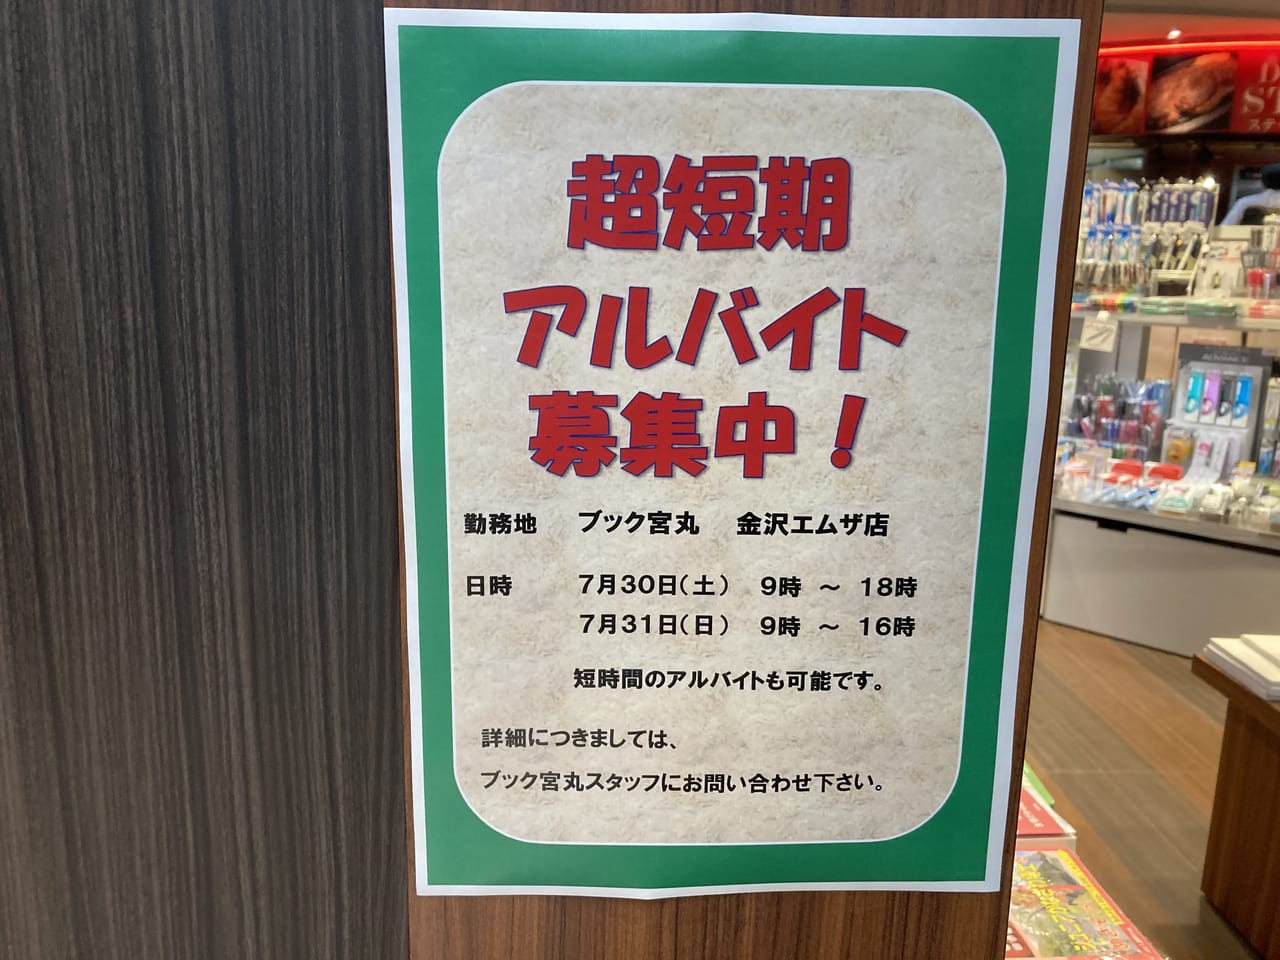 超短期
アルバイト
募集中！
勤務地　ブック宮丸　金沢エムザ店
日時　7月30日(土)　9時　～　18時
7月31日(日)　9時　～　16時
短時間のアルバイトも可能です。
詳細につきましては、
ブック宮丸スタッフにお問い合わせ下さい。